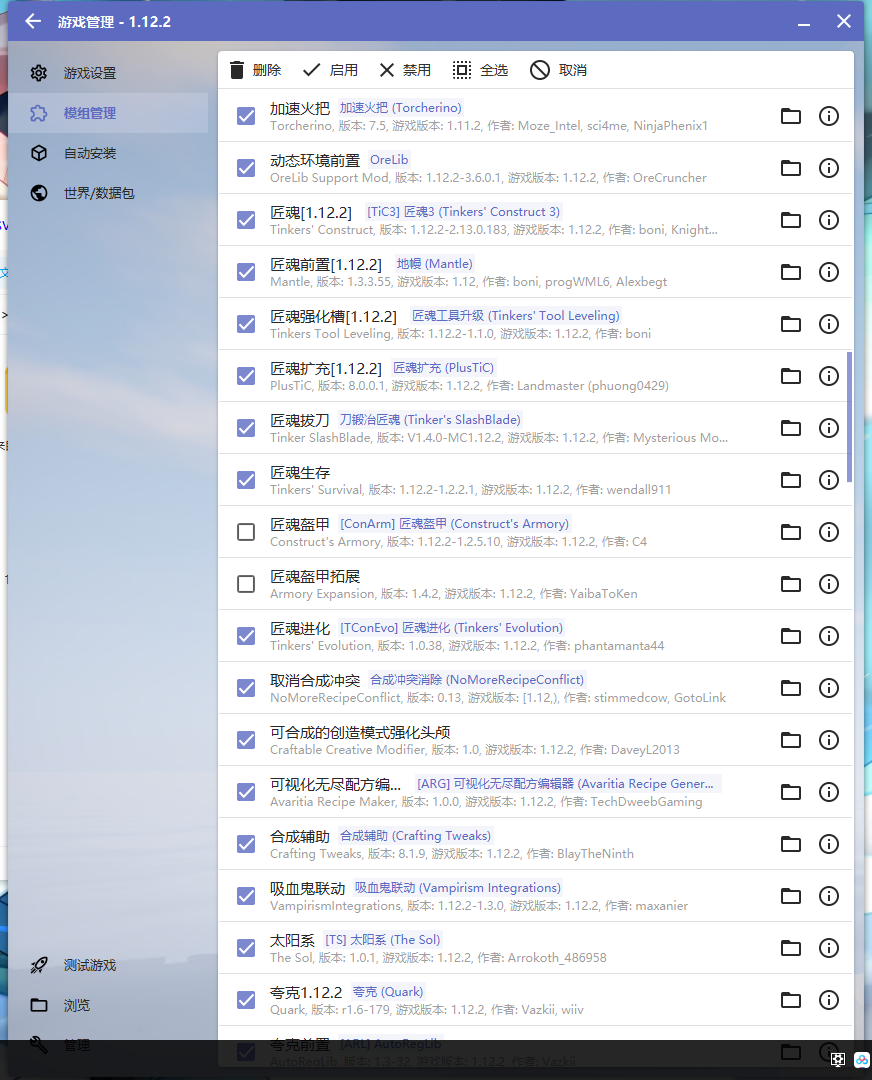 游戏管理 - 1.12.2
游戏设置
模组管理
自动安装
世界/数据包
测试游戏
浏览
管理
删除 启用 禁用 全选 取消
加速火把 加速火把 (Torcherino)
Torcherino, 版本: 7.5, 游戏版本: 1.11.2, 作者: Moze_Intel, sci4me, NinjaPhenix1
动态环境前置 OreLib
OreLib Support Mod, 版本: 1.12.2-3.6.0.1, 游戏版本: 1.12.2, 作者: OreCruncher
匠魂[1.12.2] [TiC3] 匠魂3 (Tinkers' Construct 3)
Tinkers' Construct, 版本: 1.12.2-2.13.0.183, 游戏版本: 1.12.2, 作者: boni, Knight...
匠魂前置[1.12.2] 地幔 (Mantle)
Mantle, 版本: 1.3.3.55, 游戏版本: 1.12, 作者: boni, progWML6, Alexbegt
匠魂强化槽[1.12.2] 匠魂工具升级 (Tinkers' Tool Leveling)
Tinkers Tool Leveling, 版本: 1.12.2-1.1.0, 游戏版本: 1.12.2, 作者: boni
匠魂扩充[1.12.2] 匠魂扩充 (PlusTiC)
PlusTiC, 版本: 8.0.0.1, 游戏版本: 1.12.2, 作者: Landmaster (phuong0429)
匠魂拔刀 刀锻冶匠魂 (Tinker's SlashBlade)
Tinker SlashBlade, 版本: V1.4.0-MC1.12.2, 游戏版本: 1.12.2, 作者: Mysterious Mo...
匠魂生存
Tinkers' Survival, 版本: 1.12.2-1.2.2.1, 游戏版本: 1.12.2, 作者: wendall911
匠魂盔甲 [ConArm] 匠魂盔甲 (Construct's Armory)
Construct's Armory, 版本: 1.12.2-1.2.5.10, 游戏版本: 1.12.2, 作者: C4
匠魂盔甲拓展
Armory Expansion, 版本: 1.4.2, 游戏版本: 1.12.2, 作者: YaibaToKen
匠魂进化 [TConEvo] 匠魂进化 (Tinkers' Evolution)
Tinkers' Evolution, 版本: 1.0.38, 游戏版本: 1.12.2, 作者: phantamanta44
取消合成冲突 合成冲突消除 (NoMoreRecipeConflict)
NoMoreRecipeConflict, 版本: 0.13, 游戏版本: [1.12,), 作者: stimmedcow, GotoLink
可合成的创造模式强化头颅
Craftable Creative Modifier, 版本: 1.0, 游戏版本: 1.12.2, 作者: DaveyL2013
可视化无尽配方编... [ARG] 可视化无尽配方编辑器 (Avaritia Recipe Gener...
Avaritia Recipe Maker, 版本: 1.0.0, 游戏版本: 1.12.2, 作者: TechDweebGaming
合成辅助 合成辅助 (Crafting Tweaks)
Crafting Tweaks, 版本: 8.1.9, 游戏版本: 1.12.2, 作者: BlayTheNinth
吸血鬼联动 吸血鬼联动 (Vampirism Integrations)
VampirismIntegrations, 版本: 1.12.2-1.3.0, 游戏版本: 1.12.2, 作者: maxanier
太阳系 [TS] 太阳系 (The Sol)
The Sol, 版本: 1.0.1, 游戏版本: 1.12.2, 作者: Arrokoth_486958
夸克1.12.2 夸克 (Quark)
Quark, 版本: r1.6-179, 游戏版本: 1.12.2, 作者: Vazkii, wiiv
夸克前置 [ARL] AutoRegLib
AutoRegLib, 版本: 1.3-32, 游戏版本: 1.12.2, 作者: Vazkii